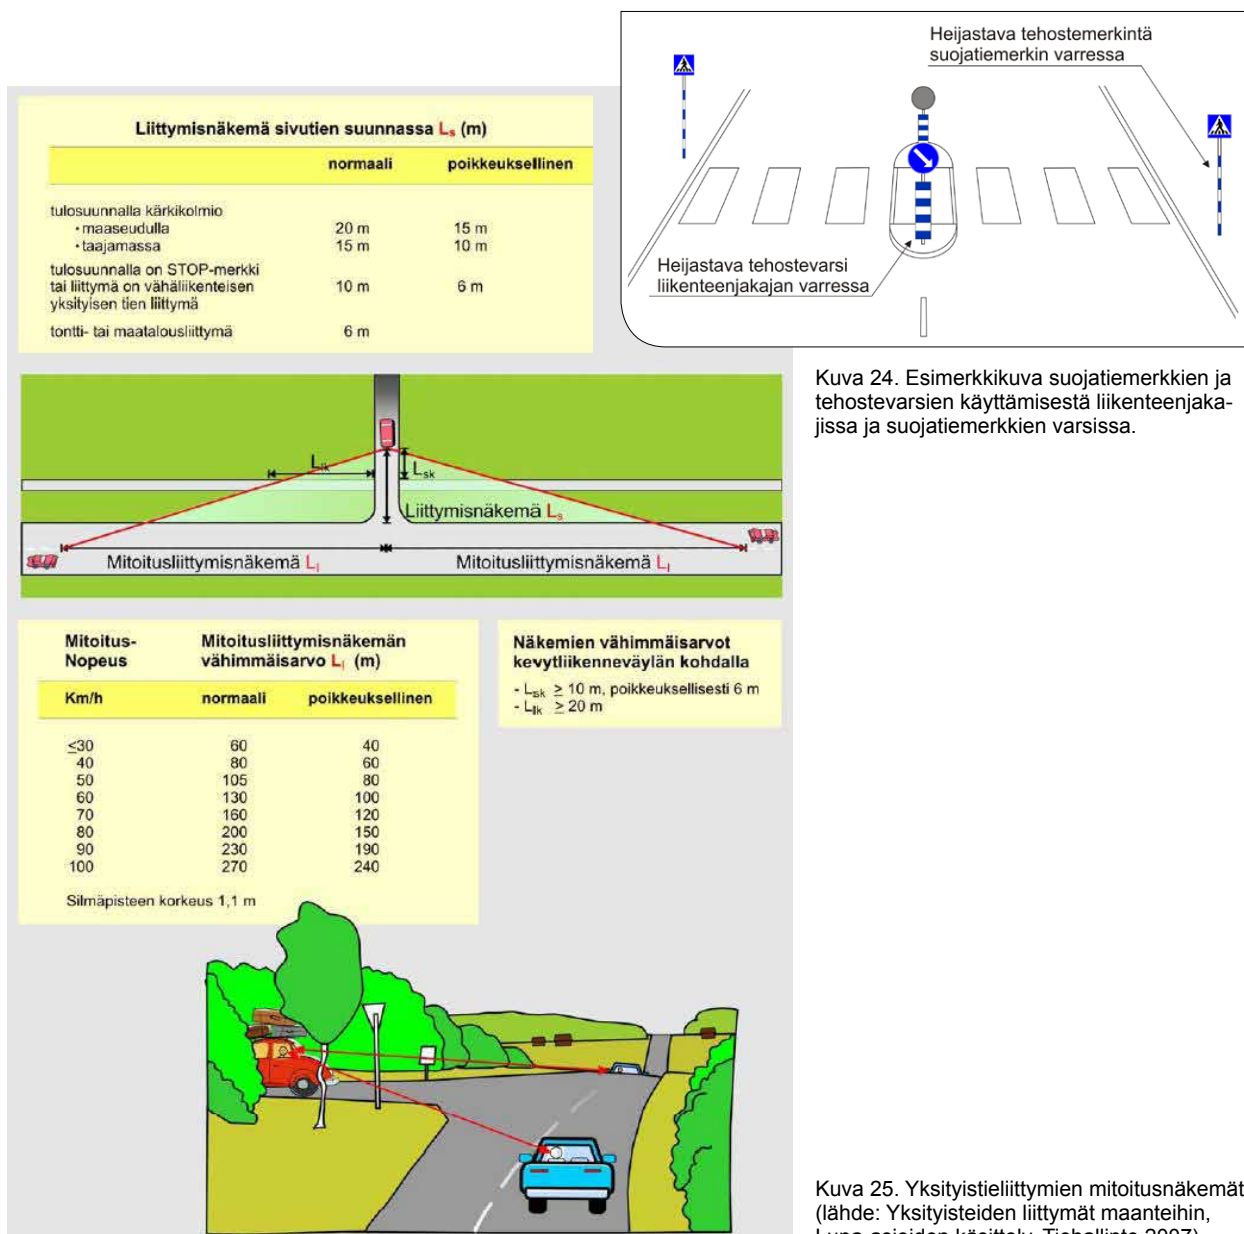 Heijastava tehostemerkintä
suojatiemerkin varressa
Heijastava tehostevarsi
liikenteenjakajan varressa
Kuva 24. Esimerkkikuva suojatiemerkkien ja
tehostevarsien käyttämisestä liikenteenjaka-
jissa ja suojatiemerkkien varsissa.
Liittymisnäkemä sivutien suunnassa Ls (m)
normaali poikkeuksellinen
tulosuunnalla kärkikolmio
• maaseudulla 20 m 15 m
• taajamassa 15 m 10 m
tulosuunnalla on STOP-merkki
tai liittymä on vähäliikenteisen 10 m 6 m
yksityisen tien liittymä
tontti- tai maatalousliittymä 6 m
Llk Lsk
Liittymisnäkemä Ls
Mitoitusliittymisnäkemä Ll Mitoitusliittymisnäkemä Ll
Mitoitus- Mitoitusliittymisnäkemän
Nopeus vähimmäisarvo Ll (m)
Km/h normaali poikkeuksellinen
≤30 60 40
40 80 60
50 105 80
60 130 100
70 160 120
80 200 150
90 230 190
100 270 240
Silmäpisteen korkeus 1,1 m
Näkemien vähimmäisarvot
kevytliikenneväylän kohdalla
- Lsk ≥ 10 m, poikkeuksellisesti 6 m
- Llk ≥ 20 m
Kuva 25. Yksityistieliittymien mitoitusnäkemät
(lähde: Yksityisteiden liittymät maanteihin,
Lupa-asioiden käsittely, Tiehallinto 2007)